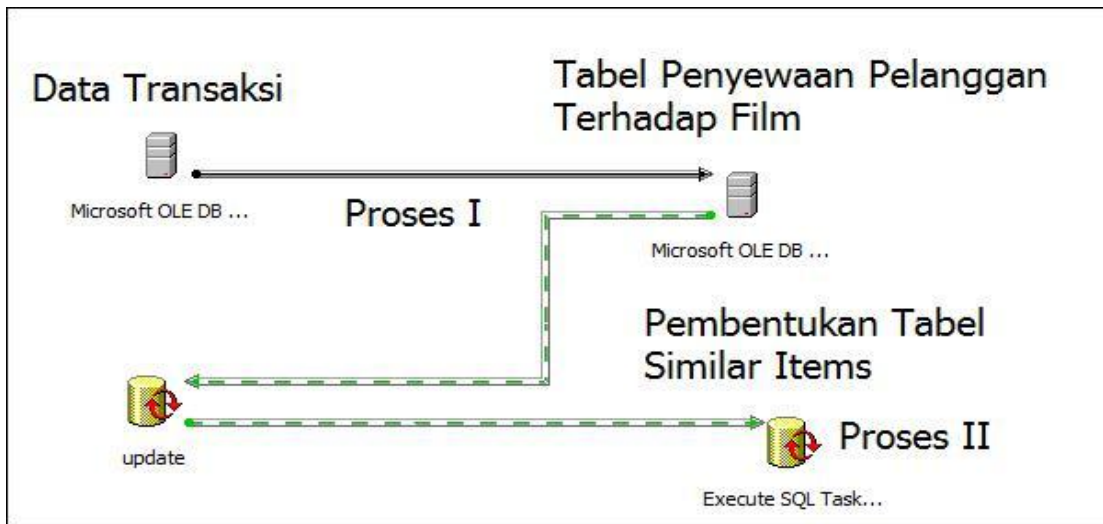 Data Transaksi
Tabel Penyewaan Pelanggan
Terhadap Film
Microsoft OLE DB ...
Proses I
Microsoft OLE DB ...
Pembentukan Tabel
Similar Items
update
Proses II
Execute SQL Task...